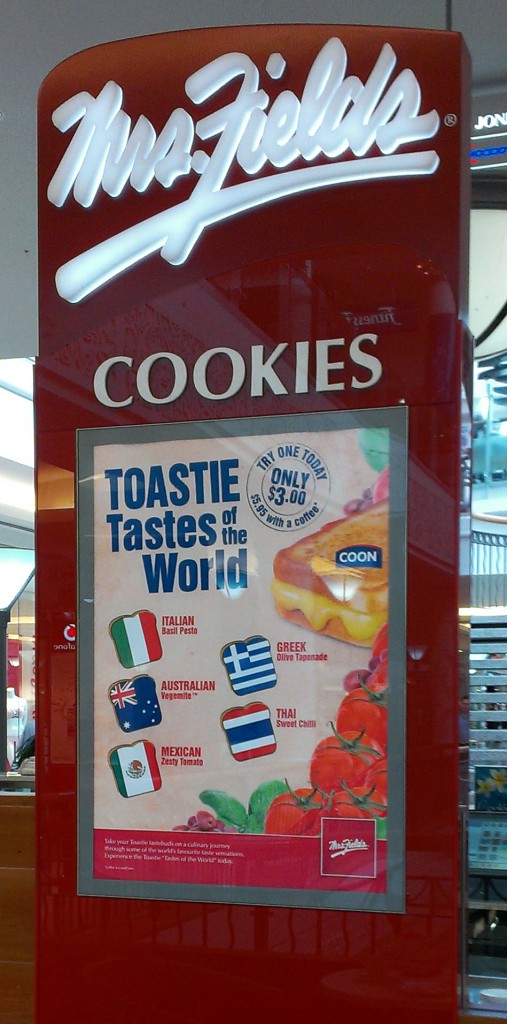 Mrs. Fields®
JON
COOKIES
TOASTIE
Tastes of the
World
TRY ONE TODAY
ONLY
$3.00
$5.95 with a coffee*
COON
ITALIAN
Basil Pesto
GREEK
Olive Tapenade
AUSTRALIAN
Vegemite™
THAI
Sweet Chilli
MEXICAN
Zesty Tomato
Take your Toastie tastebuds on a culinary journey
through some of the world's favourite taste sensations.
Experience the Toastie "Tastes of the World" today.
Mrs. Fields